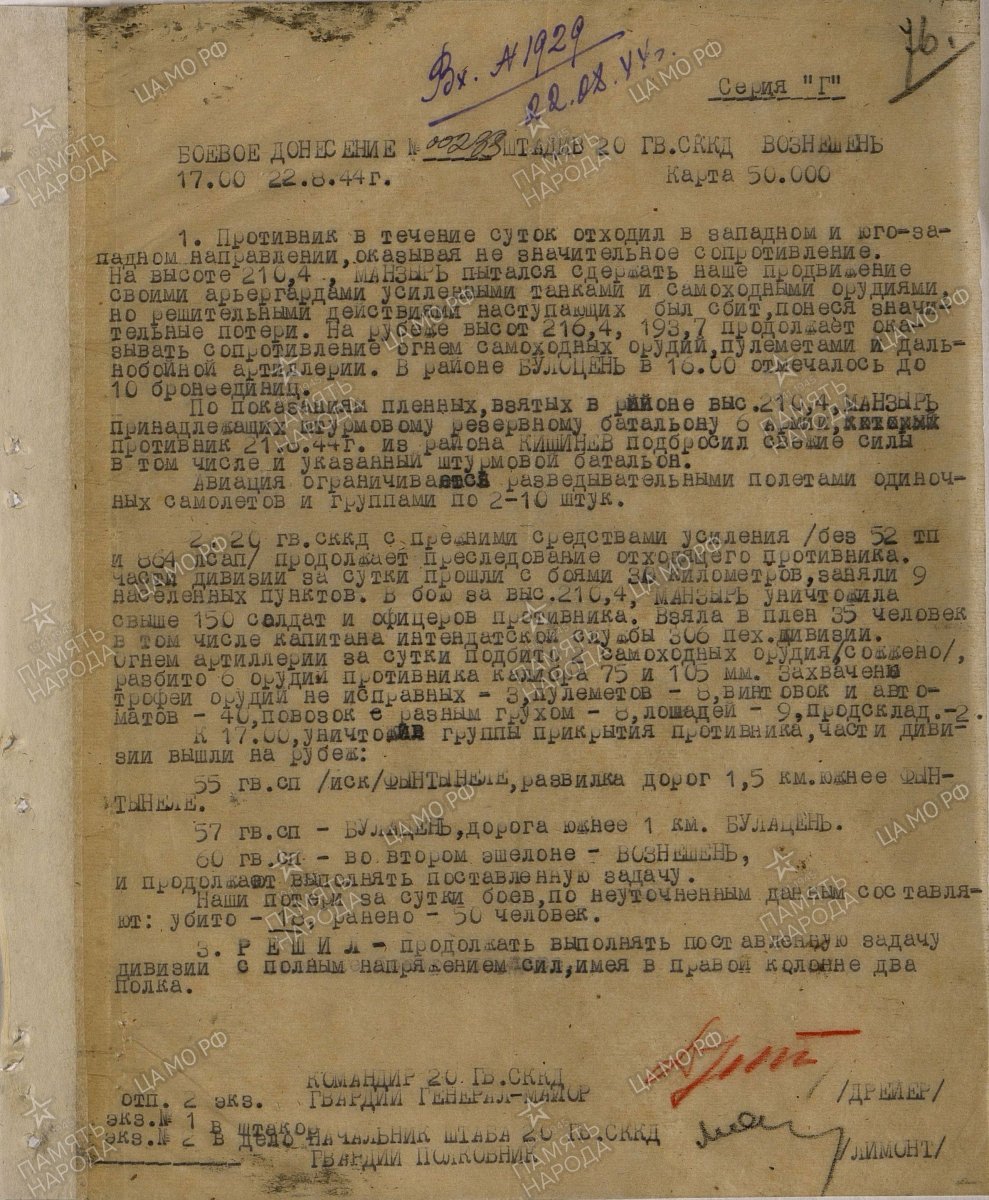 76.
Вх. № 1929
22.08.44 г.
Серия "Г"
БОЕВОЕ ДОНЕСЕНИЕ № 00293 ШТАДИВ 20 ГВ.СККД ВОЗНЕШЕНЬ
17.00 22.8.44г. Карта 50.000
1. Противник в течение суток отходил в западном и юго-за-
падном направлении,оказывая не значительное сопротивление.
На высоте 210,4 , МАНЗЫРЬ пытался сдержать наше продвижение
своими арьергардами усиленными танками и самоходными орудиями,
но решительными действиями наступающих был сбит,понеся значи-
тельные потери. На рубеже высот 216,4, 193,7 продолжает ока-
зывать сопротивление огнем самоходных орудий,пулеметами и даль-
нобойной артиллерии. В районе БУЛОЦЕНЬ в 16.00 отмечалось до
10 бронеединиц.
По показаниям пленных,взятых в районе выс.210,4,МАНЗЫРЬ
принадлежащих штурмовому резервному батальону 6 армии,который
противник 21.8.44г. из района КИШИНЕВ подбросил свежие силы
в том числе и указанный штурмовой батальон.
Авиация ограничивается разведывательными полетами одиноч-
ных самолетов и группами по 2-10 штук.
2. 20 гв.сккд с прежними средствами усиления /без 52 тп
и 864 лсап/ продолжает преследование отходящего противника.
Части дивизии за сутки прошли с боями 36 километров,заняли 9
населенных пунктов. В бою за выс.210,4, МАНЗЫРЬ уничтожила
свыше 150 солдат и офицеров противника. Взяла в плен 35 человек
в том числе капитана интендатской службы 306 пех.дивизии.
Огнем артиллерии за сутки подбито 2 самоходных орудия/сожжено/,
разбито 6 орудий противника калибра 75 и 105 мм. Захвачены
трофеи орудий не исправных - 3,пулеметов - 8,винтовок и авто-
матов - 40,повозок с разным грузом - 8,лошадей - 9,продсклад.-2.
К 17.00,уничтожив группы прикрытия противника,части диви-
зии вышли на рубеж:
55 гв.сп /иск/ФЫНТЫНЕЛЕ,развилка дорог 1,5 км.южнее ФЫН-
ТЫНЕЛЕ.
57 гв.сп - БУЛАЦЕНЬ,дорога южнее 1 км. БУЛАЦЕНЬ.
60 гв.сп - во втором эшелоне - ВОЗНЕШЕНЬ,
и продолжают выполнять поставленную задачу.
Наши потери за сутки боев,по неуточненным данным составля-
ют: убито - 18, ранено - 50 человек.
3. Р Е Ш И Л - продолжать выполнять поставленную задачу
дивизии с полным напряжением сил,имея в правой колонне два
полка.
КОМАНДИР 20 ГВ.СККД
ГВАРДИИ ГЕНЕРАЛ-МАЙОР /ДРЕЙЕР/
отп. 2 экз.
экз.№ 1 в штакор
экз.№ 2 в дело
НАЧАЛЬНИК ШТАБА 20 ГВ.СККД
ГВАРДИИ ПОЛКОВНИК /ЛИМОНТ/
ПАМЯТЬ НАРОДА
ЦАМО.РФ